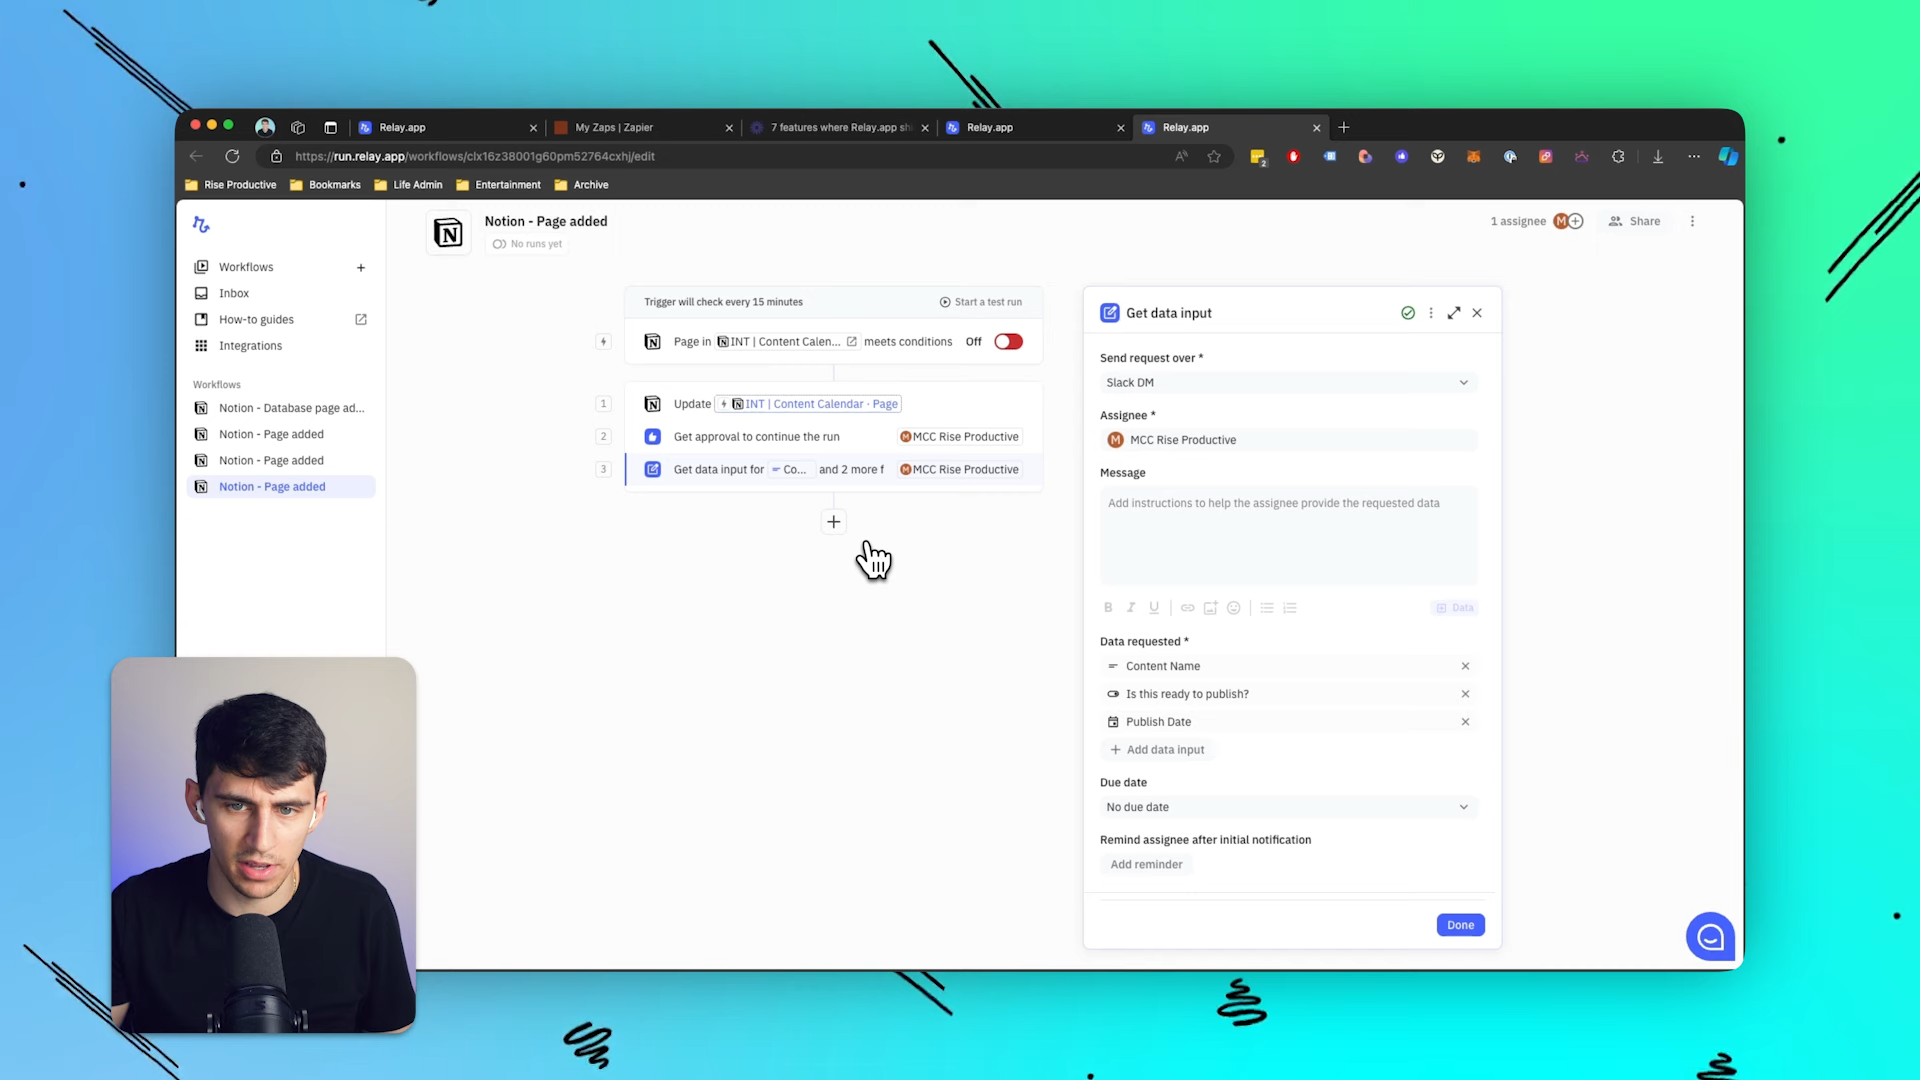 Relay.app
My Zaps | Zapier
7 features where Relay.app sh
Relay.app
Relay.app
https://run.relay.app/workflows/clx16z38001g60pm52764cxhj/edit
2
Rise Productive
Bookmarks
Life Admin
Entertainment
Archive
Workflows
Inbox
How-to guides
Integrations
Workflows
Notion - Database page ad...
Notion - Page added
Notion - Page added
Notion - Page added
Notion - Page added
No runs yet
1 assignee
M
Share
Trigger will check every 15 minutes
Start a test run
Page in INT | Content Calen... meets conditions Off
1
Update INT | Content Calendar · Page
2
Get approval to continue the run
M MCC Rise Productive
3
Get data input for Co... and 2 more f
M MCC Rise Productive
Get data input
Send request over *
Slack DM
Assignee *
M MCC Rise Productive
Message
Add instructions to help the assignee provide the requested data
B I U
Data
Data requested *
Content Name
Is this ready to publish?
Publish Date
Add data input
Due date
No due date
Remind assignee after initial notification
Add reminder
Done